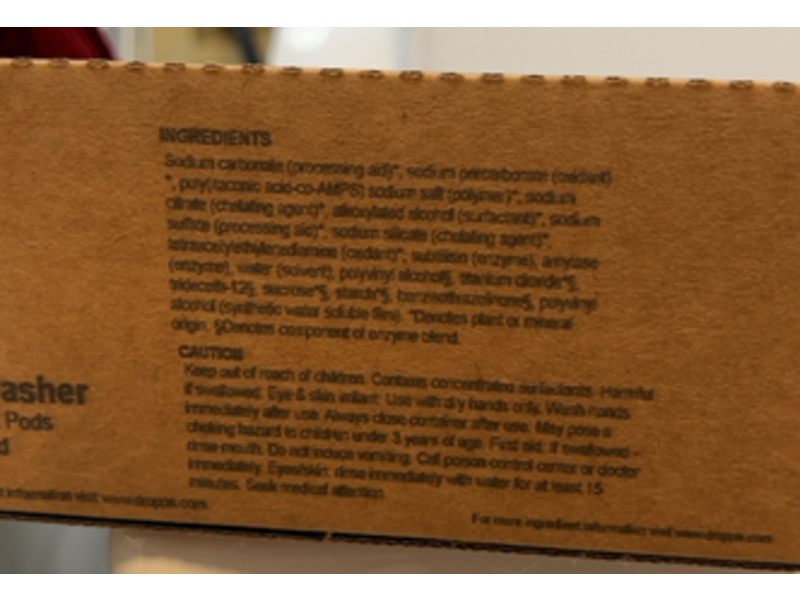 INGREDIENTS
Sodium carbonate (processing aid)*, sodium percarbonate (oxidant)
*, poly(itaconic acid-co-AMPS) sodium salt (polymer)*, sodium
citrate (chelating agent)*, alkoxylated alcohol (surfactant)*, sodium
sulfate (processing aid)*, sodium silicate (chelating agent)*,
tetraacetylethylenediamine (oxidant)*, subtilisin (enzyme), amylase
(enzyme), water (solvent), polyvinyl alcohol§, titanium dioxide*§,
trideceth-12§, sucrose*§, starch*§, benzisothiazolinone§, polyvinyl
alcohol (synthetic water soluble film). *Denotes plant or mineral
origin. §Denotes component of enzyme blend.
CAUTION
Keep out of reach of children. Contains concentrated surfactants. Harmful
if swallowed. Eye & skin irritant. Use with dry hands only. Wash hands
immediately after use. Always close container after use. May pose a
choking hazard to children under 3 years of age. First aid: if swallowed -
rinse mouth. Do not induce vomiting. Call poison control center or doctor
immediately. Eyes/skin: rinse immediately with water for at least 15
minutes. Seek medical attention.
asher
Pods
d
information visit www.dropps.com
For more ingredient information visit www.dropps.com